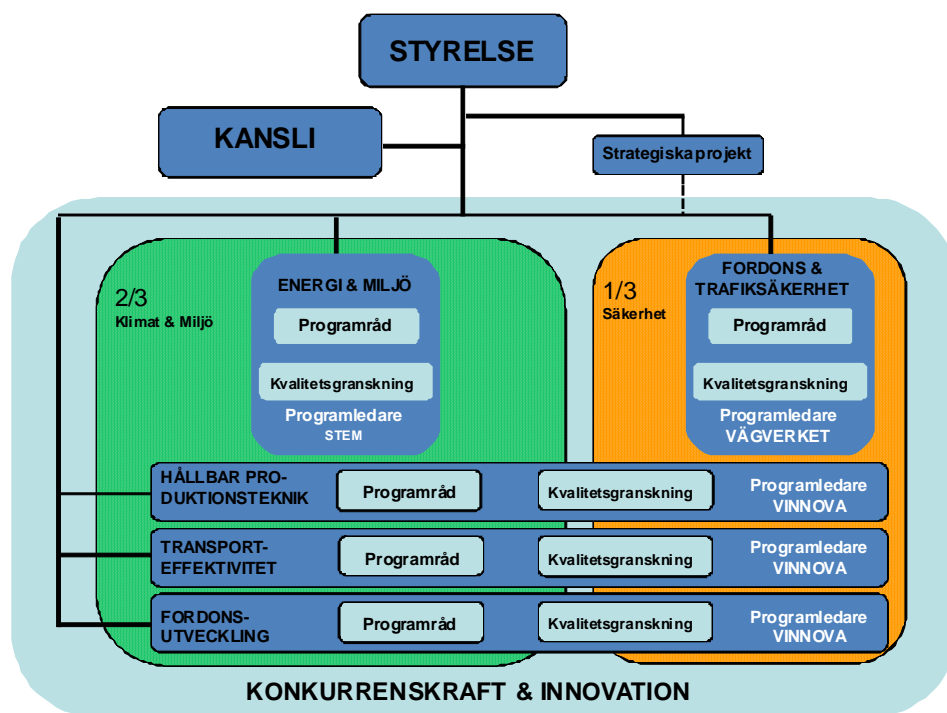 STYRELSE
KANSLI
Strategiska projekt
2/3
Klimat & Miljö
ENERGI & MILJÖ
Programråd
Kvalitetsgranskning
Programledare
STEM
1/3
Säkerhet
FORDONS &
TRAFIKSÄKERHET
Programråd
Kvalitetsgranskning
Programledare
VÄGVERKET
HÅLLBAR PRO-
DUKTIONSTEKNIK
Programråd
Kvalitetsgranskning
Programledare
VINNOVA
TRANSPORT-
EFFEKTIVITET
Programråd
Kvalitetsgranskning
Programledare
VINNOVA
FORDONS-
UTVECKLING
Programråd
Kvalitetsgranskning
Programledare
VINNOVA
KONKURRENSKRAFT & INNOVATION